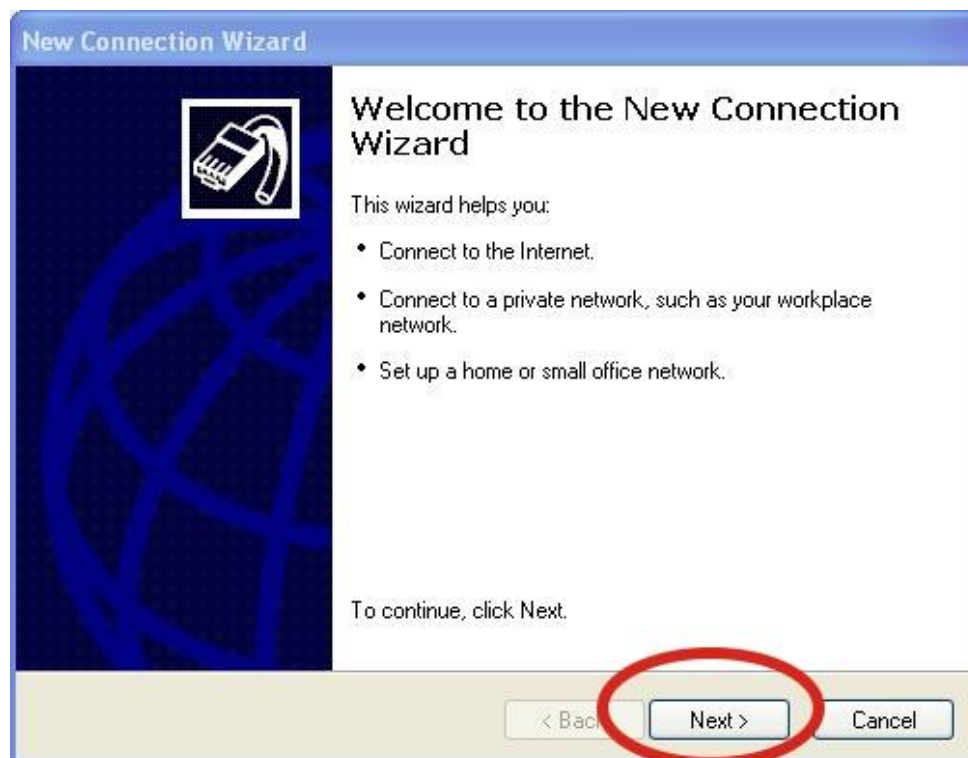 New Connection Wizard
Welcome to the New Connection
Wizard
This wizard helps you:
• Connect to the Internet.
• Connect to a private network, such as your workplace
network.
• Set up a home or small office network.
To continue, click Next.
< Back Next > Cancel